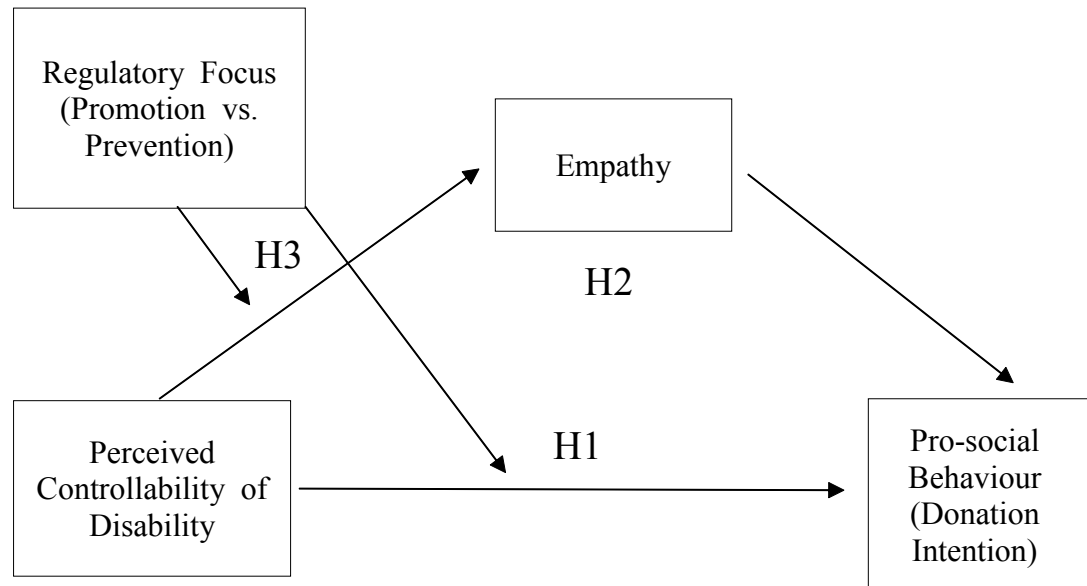 Regulatory Focus
(Promotion vs.
Prevention)
Empathy
H3
H2
Perceived
Controllability of
Disability
H1
Pro-social
Behaviour
(Donation
Intention)